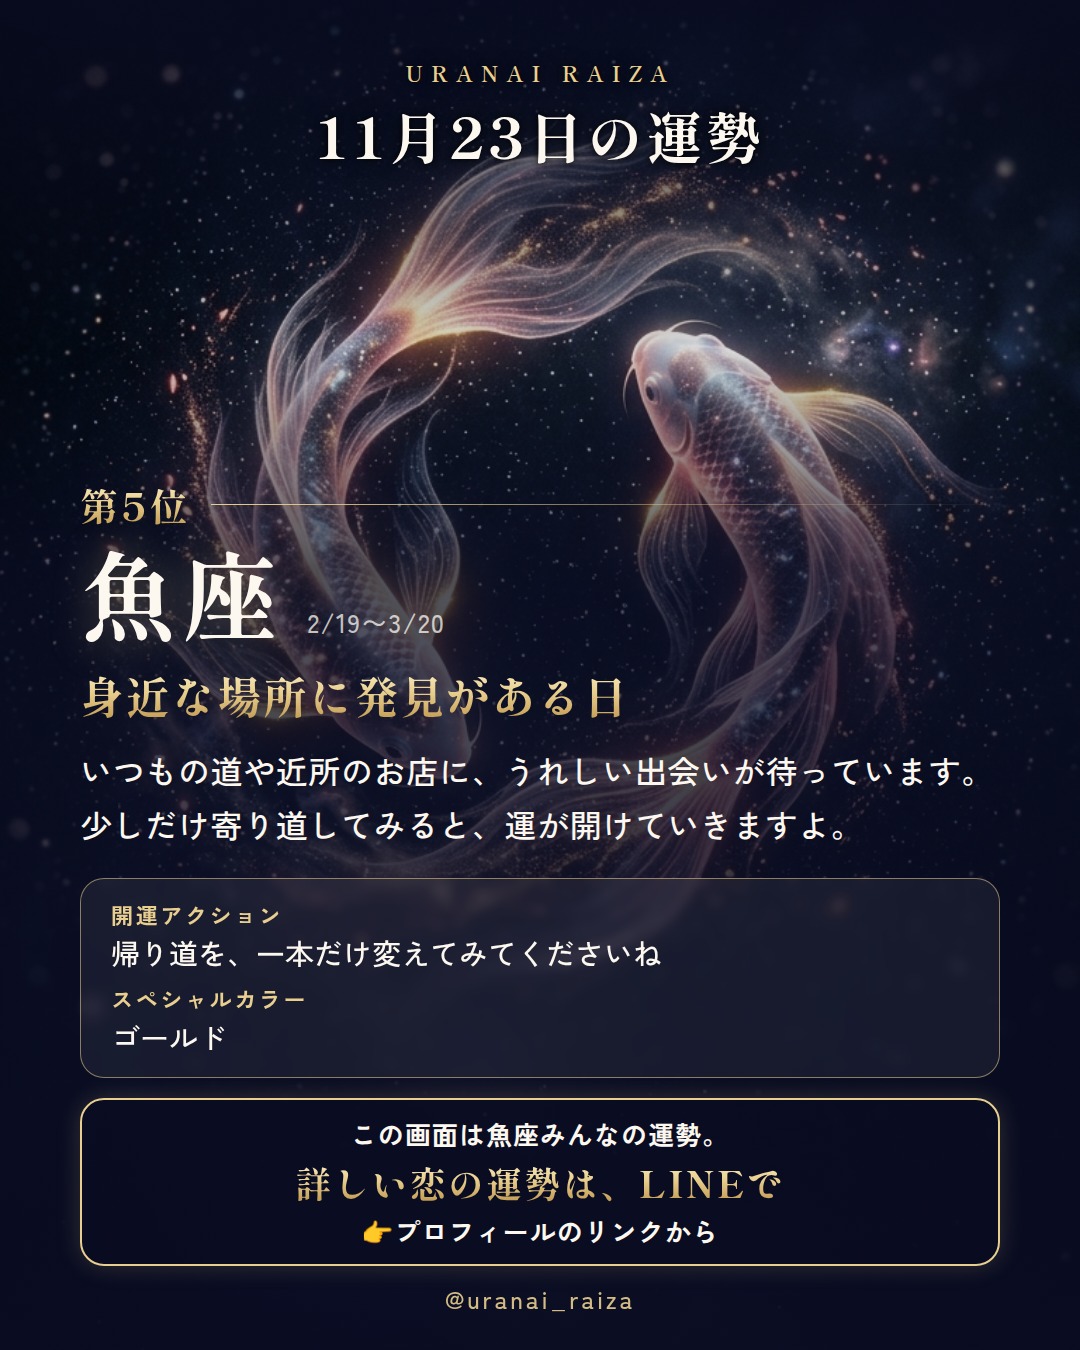 URANAI RAIZA
11月23日の運勢
第5位
魚座 2/19〜3/20
身近な場所に発見がある日
いつもの道や近所のお店に、うれしい出会いが待っています。
少しだけ寄り道してみると、運が開けていきますよ。
開運アクション
帰り道を、一本だけ変えてみてくださいね
スペシャルカラー
ゴールド
この画面は魚座みんなの運勢。
詳しい恋の運勢は、LINEで
👉プロフィールのリンクから
@uranai_raiza